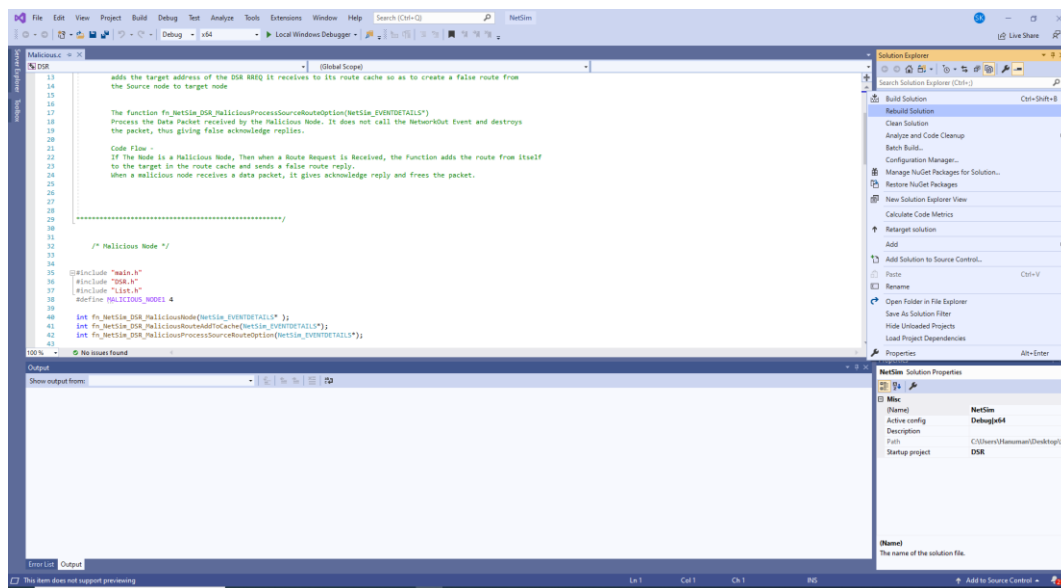 File Edit View Project Build Debug Test Analyze Tools Extensions Window Help Search (Ctrl+Q) NetSim
Debug x64 Local Windows Debugger Live Share
Server Explorer
Toolbox
Malicious.c
DSR (Global Scope)
13 adds the target address of the DSR RREQ it receives to its route cache so as to create a false route from
14 the Source node to target node
15
16
17 The function fn_NetSim_DSR_MaliciousProcessSourceRouteOption(NetSim_EVENTDETAILS*)
18 Process the Data Packet received by the Malicious Node. It does not call the NetworkOut Event and destroys
19 the packet, thus giving false acknowledge replies.
20
21 Code Flow -
22 If The Node is a Malicious Node, Then when a Route Request is Received, the Function adds the route from itself
23 to the target in the route cache and sends a false route reply.
24 When a malicious node receives a data packet, it gives acknowledge reply and frees the packet.
25
26
27
28
29
30
31
32 /* Malicious Node */
33
34
35 #include "main.h"
36 #include "DSR.h"
37 #include "List.h"
38 #define MALICIOUS_NODE1 4
39
40 int fn_NetSim_DSR_MaliciousNode(NetSim_EVENTDETAILS* );
41 int fn_NetSim_DSR_MaliciousRouteAddToCache(NetSim_EVENTDETAILS*);
42 int fn_NetSim_DSR_MaliciousProcessSourceRouteOption(NetSim_EVENTDETAILS*);
43
100 % No issues found
Output
Show output from:
Error List Output
This item does not support previewing Ln 1 Col 1 Ch 1 INS Add to Source Control
Solution Explorer
Search Solution Explorer (Ctrl+;)
Build Solution Ctrl+Shift+B
Rebuild Solution
Clean Solution
Analyze and Code Cleanup
Batch Build...
Configuration Manager...
Manage NuGet Packages for Solution...
Restore NuGet Packages
New Solution Explorer View
Calculate Code Metrics
Retarget solution
Add
Add Solution to Source Control...
Paste Ctrl+V
Rename
Open Folder in File Explorer
Save As Solution Filter
Hide Unloaded Projects
Load Project Dependencies
Properties Alt+Enter
NetSim Solution Properties
Misc
(Name) NetSim
Active config Debug|x64
Description
Path C:\Users\Hanuman\Desktop\
Startup project DSR
(Name)
The name of the solution file.